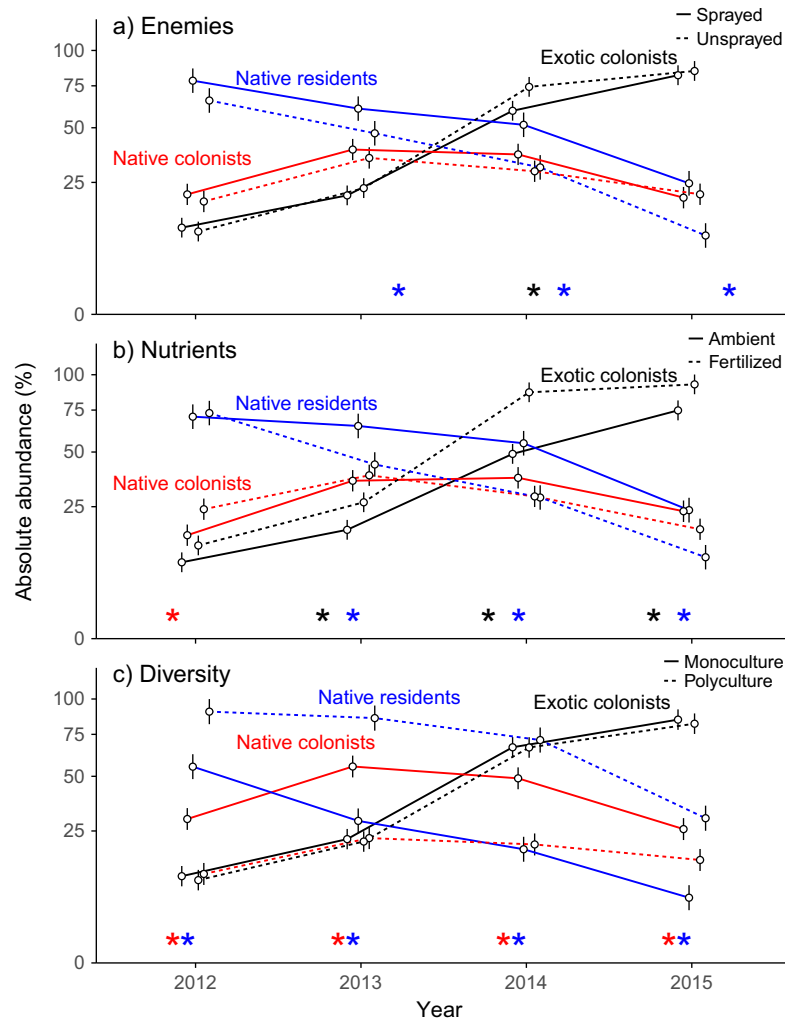 a) Enemies
Sprayed
Unsprayed
Exotic colonists
Native residents
Native colonists
100
75
50
25
0
* * * *
b) Nutrients
Ambient
Fertilized
Exotic colonists
Native residents
Native colonists
100
75
50
25
0
* * * * * * *
Absolute abundance (%)
c) Diversity
Monoculture
Polyculture
Native residents
Exotic colonists
Native colonists
100
75
50
25
0
* * * * * * * *
2012 2013 2014 2015
Year